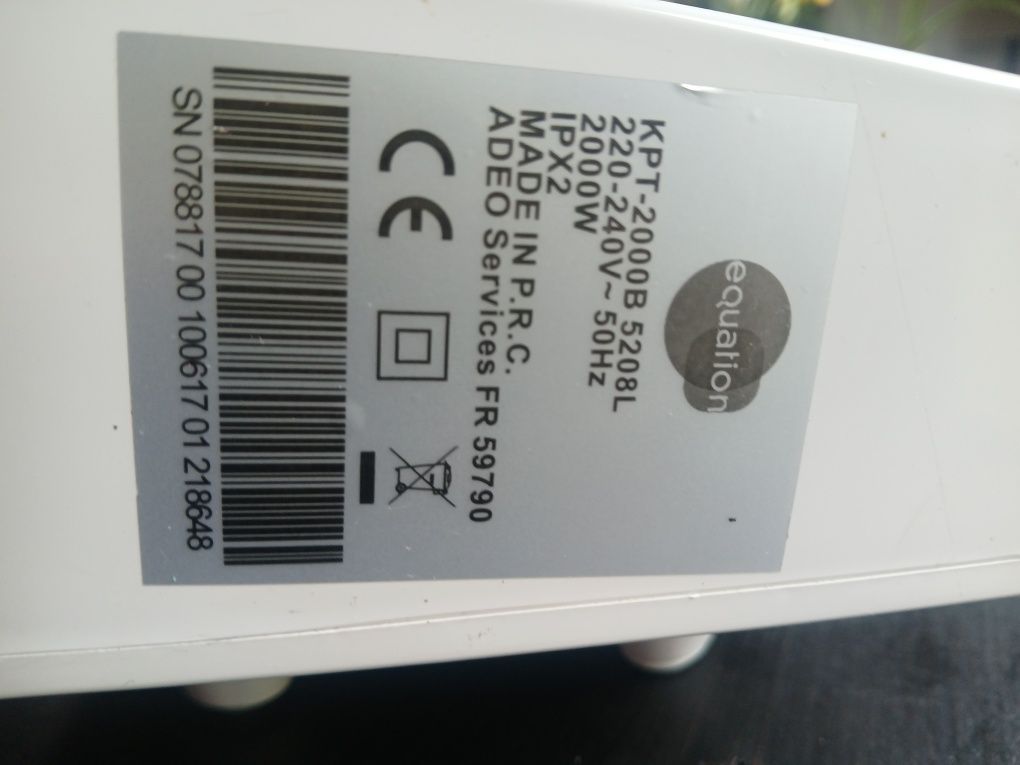 equation
KPT-2000B 5208L
220-240V~ 50Hz
2000W
IPX2
MADE IN P.R.C.
ADEO Services FR 59790
CE
SN 078817 00 100617 01 218648